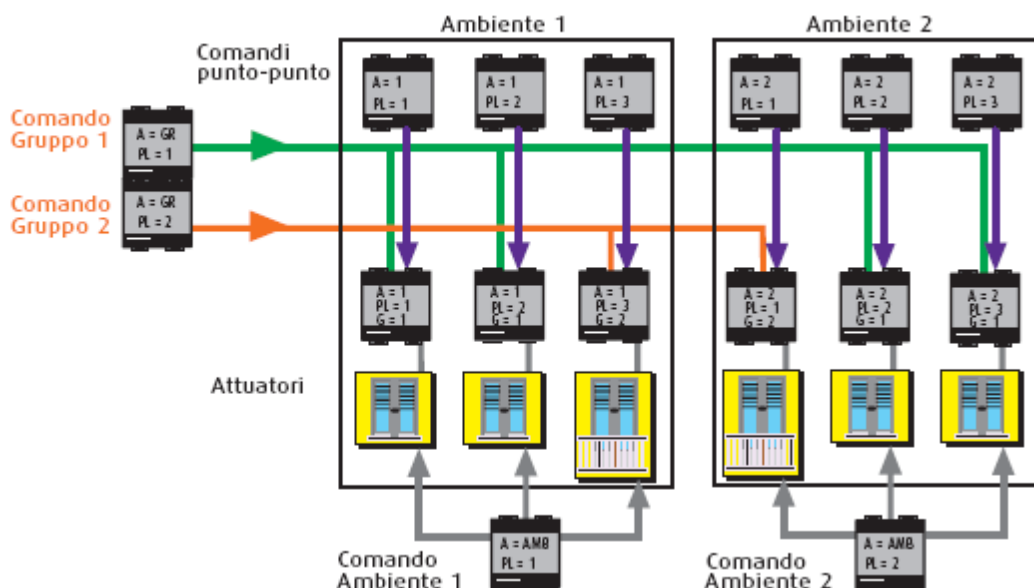 Ambiente 1
Ambiente 2
Comandi
punto-punto
A = 1
PL = 1
A = 1
PL = 2
A = 1
PL = 3
A = 2
PL = 1
A = 2
PL = 2
A = 2
PL = 3
Comando
Gruppo 1
A = GR
PL = 1
Comando
Gruppo 2
A = GR
PL = 2
A = 1
PL = 1
G = 1
A = 1
PL = 2
G = 1
A = 1
PL = 3
G = 2
A = 2
PL = 1
G = 2
A = 2
PL = 2
G = 1
A = 2
PL = 3
G = 1
Attuatori
Comando
Ambiente 1
A = AMB
PL = 1
Comando
Ambiente 2
A = AMB
PL = 2